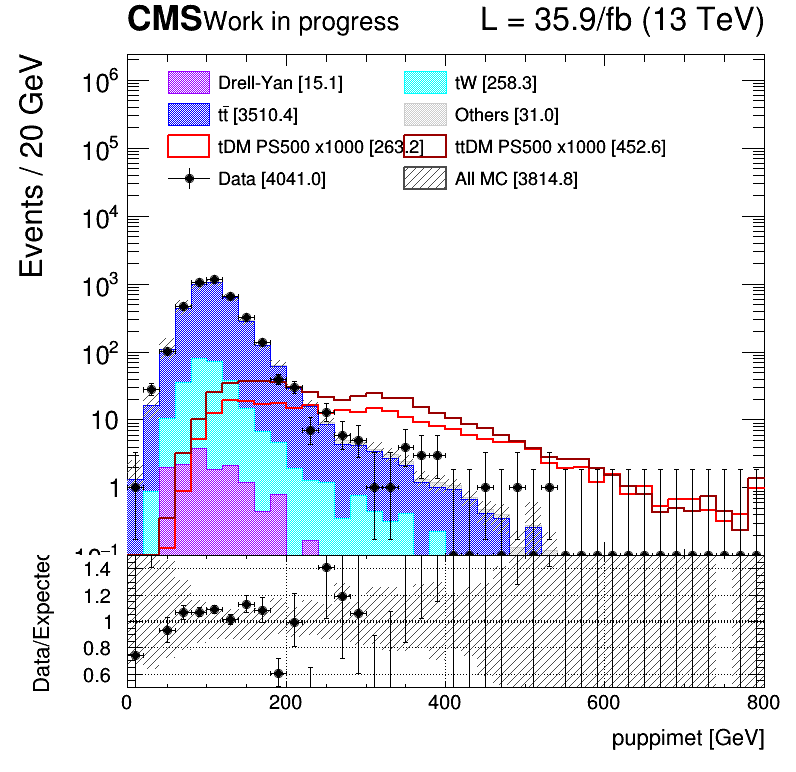 CMS Work in progress L = 35.9/fb (13 TeV)
Events / 20 GeV
10⁶
10⁵
10⁴
10³
10²
10
1
10⁻¹
Drell-Yan [15.1] tW [258.3]
tt̄ [3510.4] Others [31.0]
tDM PS500 x1000 [263.2] ttDM PS500 x1000 [452.6]
Data [4041.0] All MC [3814.8]
Data/Expected
1.4
1.2
1
0.8
0.6
0 200 400 600 800
puppimet [GeV]